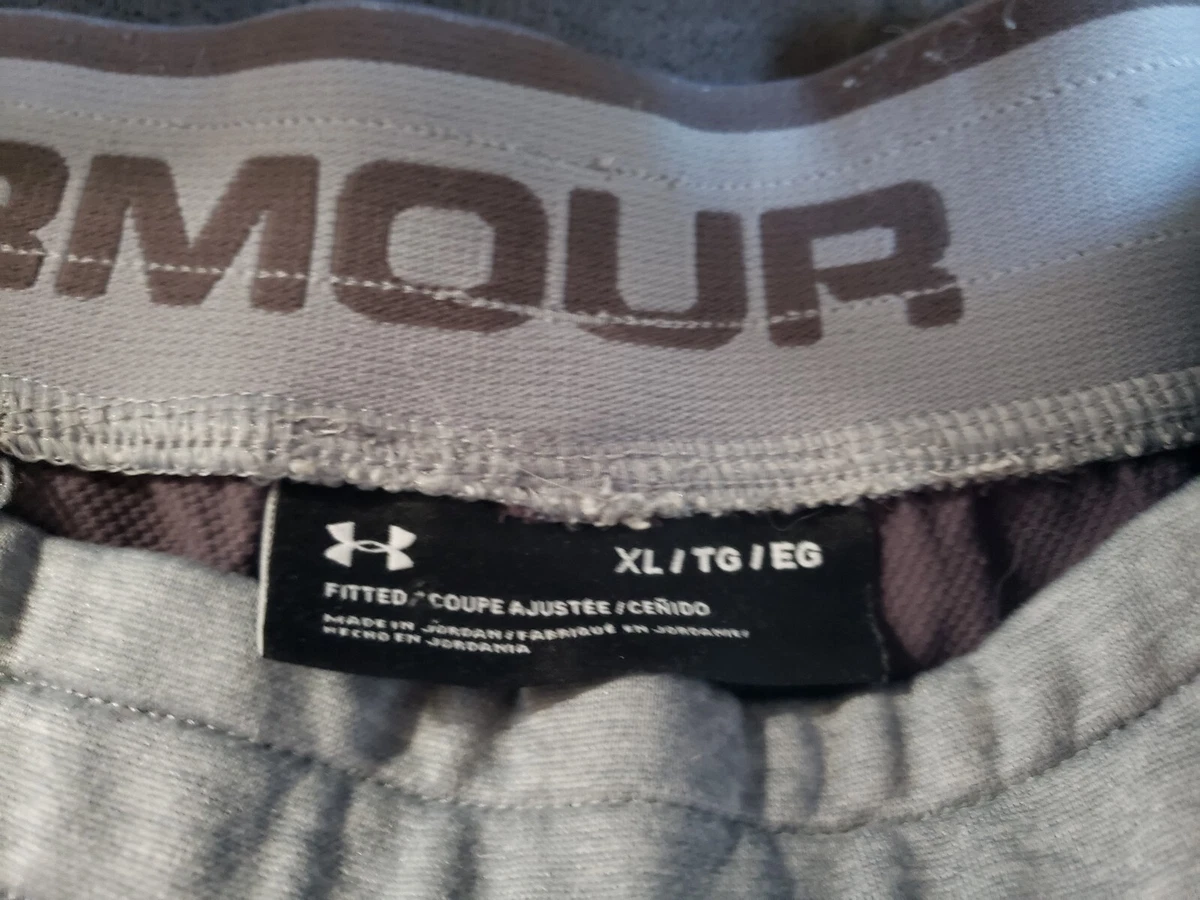 RMOUR
XL / TG / EG
FITTED / COUPE AJUSTÉE / CEÑIDO
MADE IN JORDAN / FABRIQUÉ EN JORDANIE /
HECHO EN JORDANIA